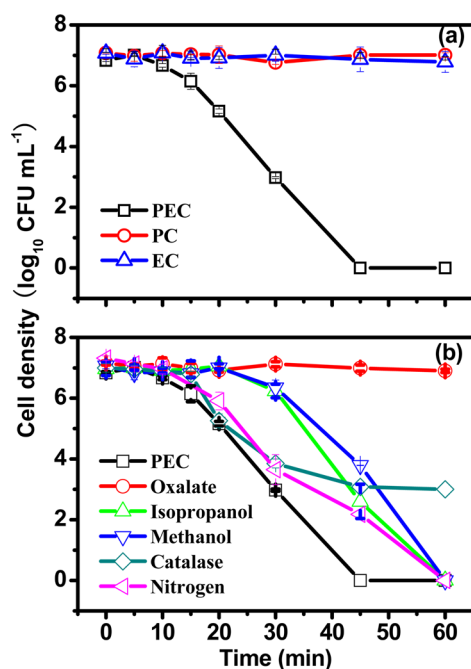 (a)
8
6
4
2
0
PEC
PC
EC
Cell density (log10 CFU mL-1)
(b)
8
6
4
2
0
PEC
Oxalate
Isopropanol
Methanol
Catalase
Nitrogen
0 10 20 30 40 50 60
Time (min)